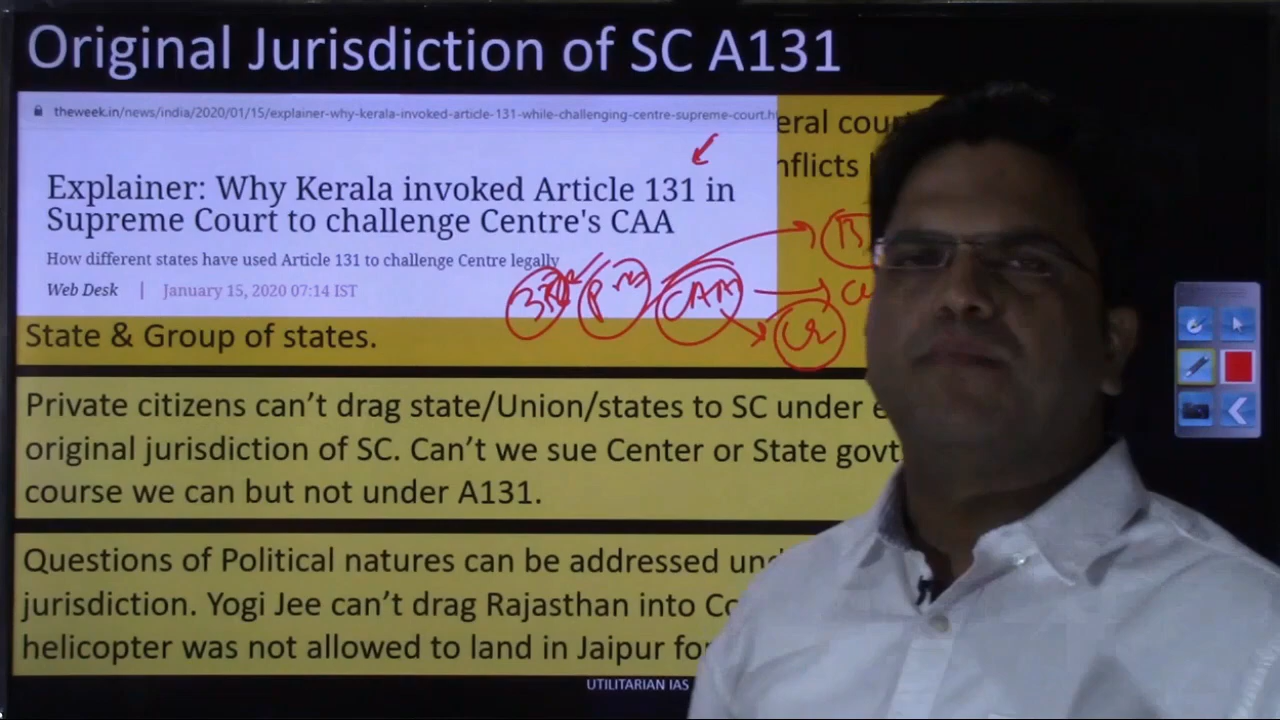 Original Jurisdiction of SC A131
theweek.in/news/india/2020/01/15/explainer-why-kerala-invoked-article-131-while-challenging-centre-supreme-court.h
eral cou
nflicts
Explainer: Why Kerala invoked Article 131 in
Supreme Court to challenge Centre's CAA
How different states have used Article 131 to challenge Centre legally
Web Desk | January 15, 2020 07:14 IST
State & Group of states.
Private citizens can't drag state/Union/states to SC under e
original jurisdiction of SC. Can't we sue Center or State govt
course we can but not under A131.
Questions of Political natures can be addressed und
jurisdiction. Yogi Jee can't drag Rajasthan into Co
helicopter was not allowed to land in Jaipur for
UTILITARIAN IAS